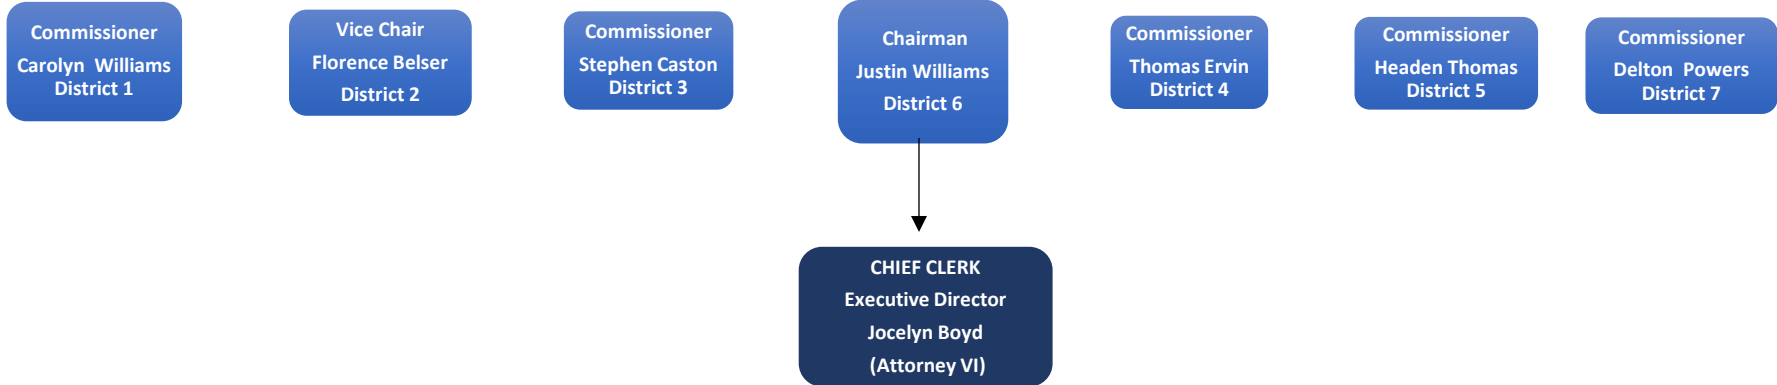 Commissioner
Carolyn Williams
District 1
Vice Chair
Florence Belser
District 2
Commissioner
Stephen Caston
District 3
Chairman
Justin Williams
District 6
Commissioner
Thomas Ervin
District 4
Commissioner
Headen Thomas
District 5
Commissioner
Delton Powers
District 7
CHIEF CLERK
Executive Director
Jocelyn Boyd
(Attorney VI)